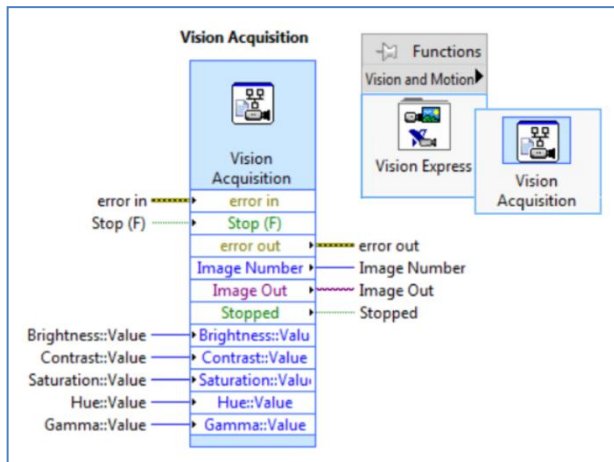 Vision Acquisition
Functions
Vision and Motion
Vision
Acquisition
Vision Express
Vision
Acquisition
error in
error in
Stop (F)
Stop (F)
error out
error out
Image Number
Image Number
Image Out
Image Out
Stopped
Stopped
Brightness::Value
Brightness::Valu
Contrast::Value
Contrast::Value
Saturation::Value
Saturation::Valu
Hue::Value
Hue::Value
Gamma::Value
Gamma::Value